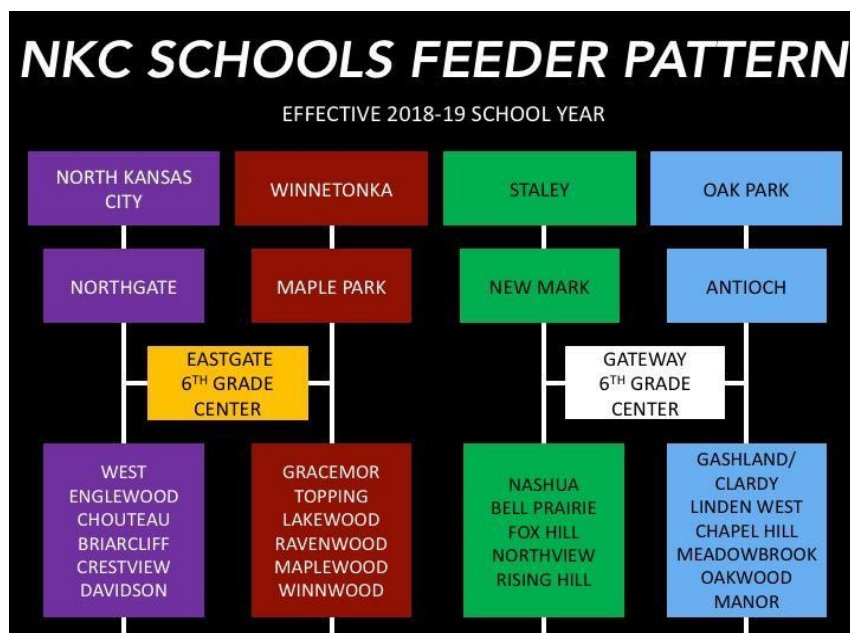 NKC SCHOOLS FEEDER PATTERN
EFFECTIVE 2018-19 SCHOOL YEAR
NORTH KANSAS
CITY
WINNETONKA
STALEY
OAK PARK
NORTHGATE
MAPLE PARK
NEW MARK
ANTIOCH
EASTGATE
6TH GRADE
CENTER
GATEWAY
6TH GRADE
CENTER
WEST
ENGLEWOOD
CHOUTEAU
BRIARCLIFF
CRESTVIEW
DAVIDSON
GRACEMOR
TOPPING
LAKEWOOD
RAVENWOOD
MAPLEWOOD
WINNWOOD
NASHUA
BELL PRAIRIE
FOX HILL
NORTHVIEW
RISING HILL
GASHLAND/
CLARDY
LINDEN WEST
CHAPEL HILL
MEADOWBROOK
OAKWOOD
MANOR